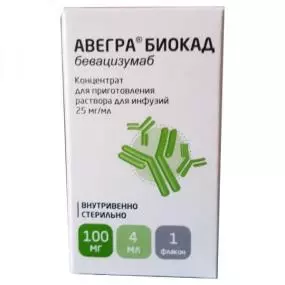 АВЕГРА® БИОКАД
бевацизумаб
Концентрат
для приготовления
раствора для инфузий
25 мг/мл
ВНУТРИВЕННО
СТЕРИЛЬНО
100 мг
4 мл
1 флакон